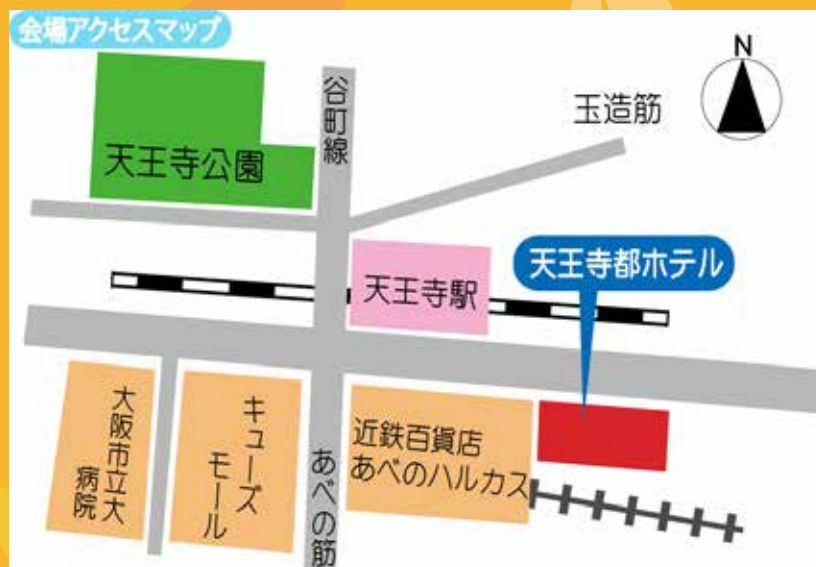 会場アクセスマップ
N
谷町線
玉造筋
天王寺公園
天王寺都ホテル
天王寺駅
大阪市立大
病院
キューズ
モール
あべの筋
近鉄百貨店
あべのハルカス